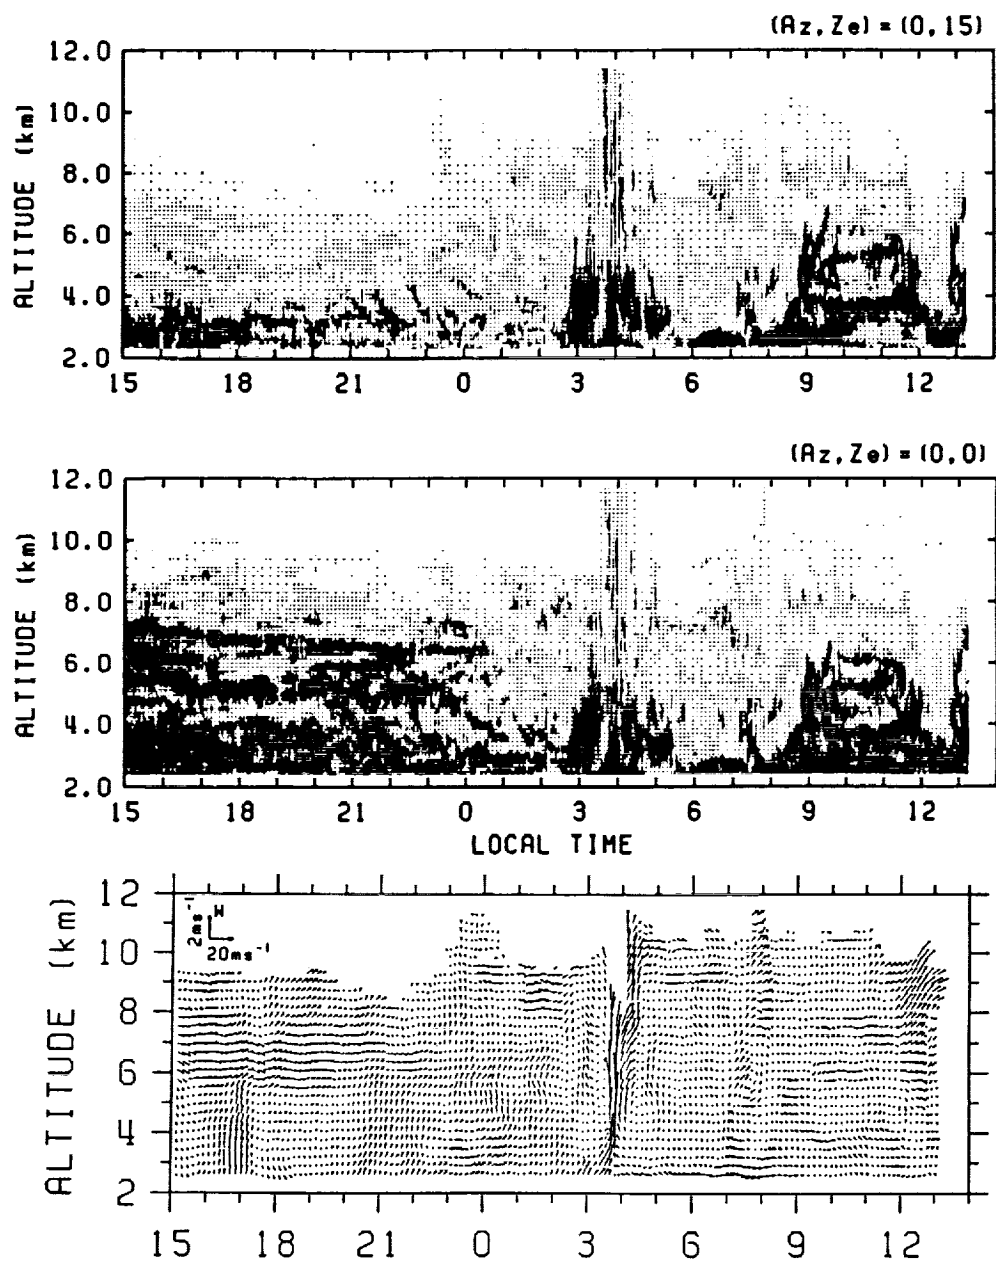 (Az,Ze)=(0,15)
12.0
10.0
8.0
6.0
4.0
2.0
ALTITUDE (km)
15 18 21 0 3 6 9 12
(Az,Ze)=(0,0)
12.0
10.0
8.0
6.0
4.0
2.0
ALTITUDE (km)
15 18 21 0 3 6 9 12
LOCAL TIME
12
10
8
6
4
2
ALTITUDE (km)
W
2ms⁻¹
20ms⁻¹
15 18 21 0 3 6 9 12